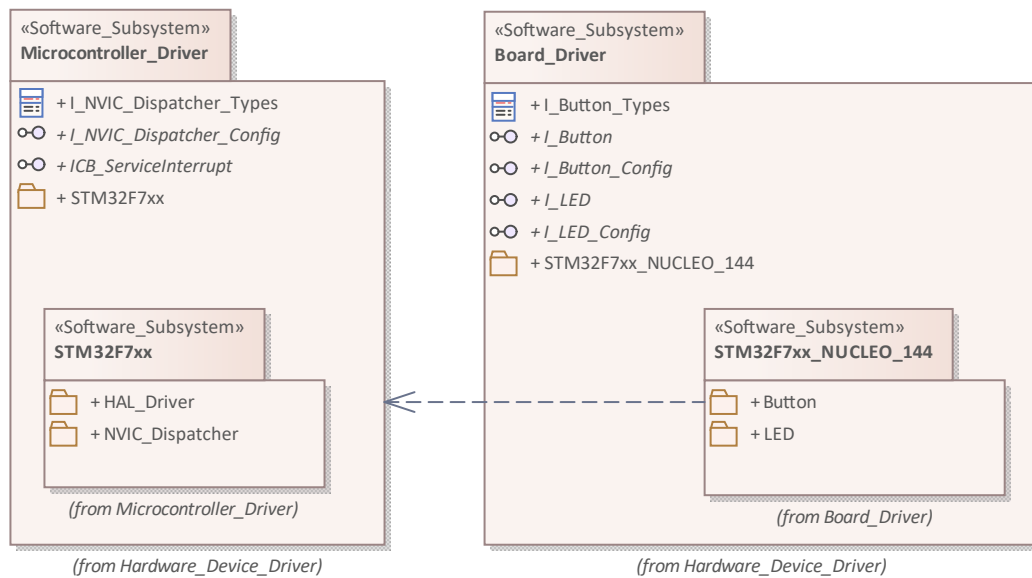 «Software_Subsystem»
Microcontroller_Driver
+ I_NVIC_Dispatcher_Types
+ I_NVIC_Dispatcher_Config
+ ICB_ServiceInterrupt
+ STM32F7xx
«Software_Subsystem»
STM32F7xx
+ HAL_Driver
+ NVIC_Dispatcher
(from Microcontroller_Driver)
(from Hardware_Device_Driver)
«Software_Subsystem»
Board_Driver
+ I_Button_Types
+ I_Button
+ I_Button_Config
+ I_LED
+ I_LED_Config
+ STM32F7xx_NUCLEO_144
«Software_Subsystem»
STM32F7xx_NUCLEO_144
+ Button
+ LED
(from Board_Driver)
(from Hardware_Device_Driver)